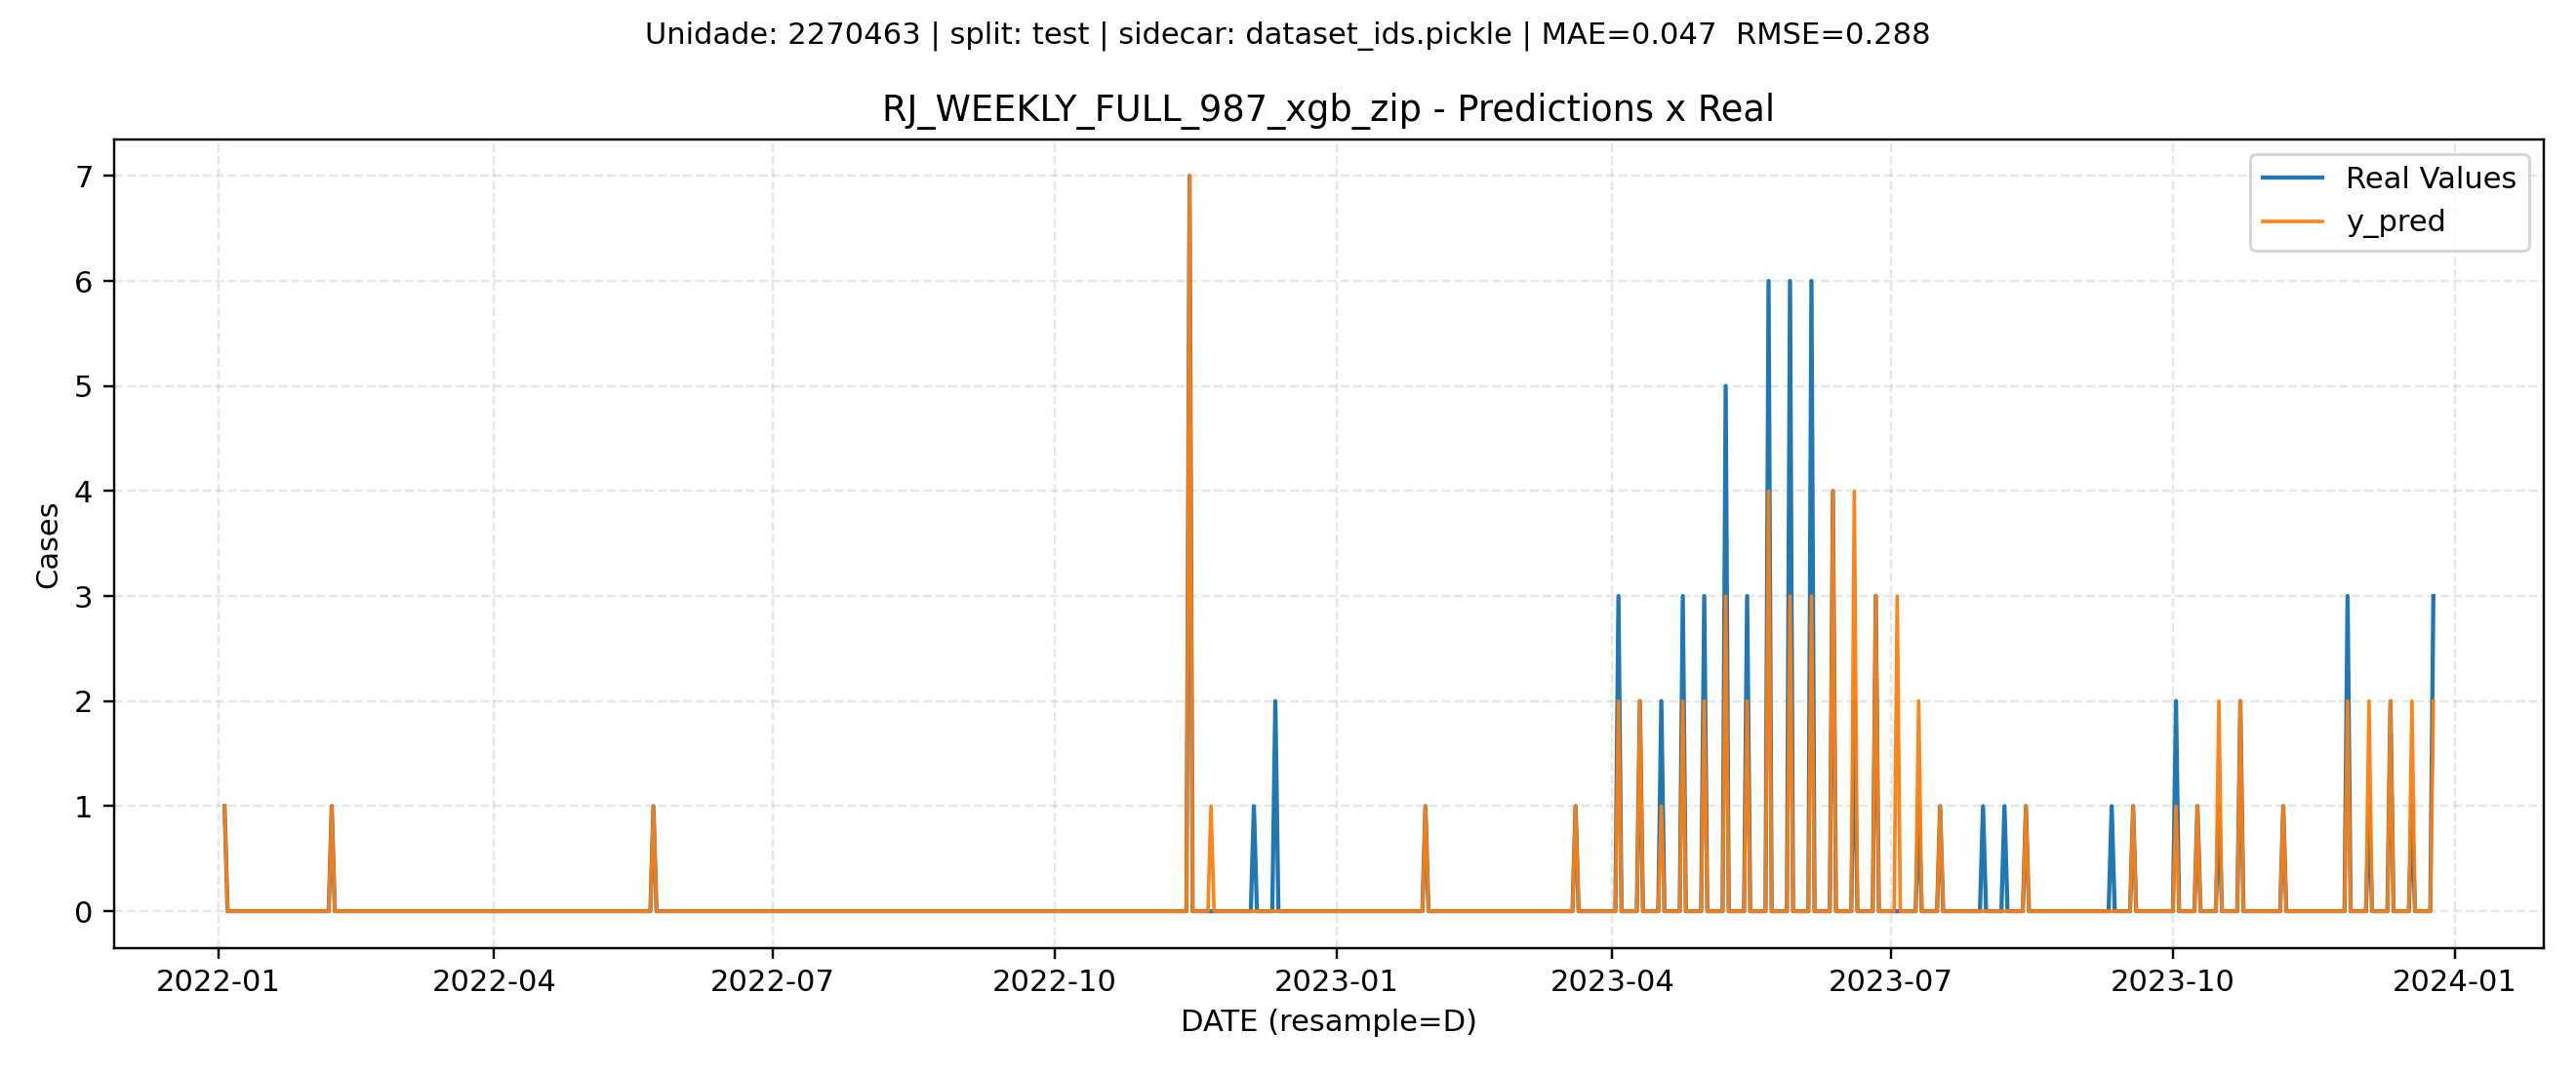 Unidade: 2270463 | split: test | sidecar: dataset_ids.pickle | MAE=0.047  RMSE=0.288
RJ_WEEKLY_FULL_987_xgb_zip - Predictions x Real
Real Values
y_pred
7
6
5
4
3
2
1
0
Cases
2022-01
2022-04
2022-07
2022-10
2023-01
2023-04
2023-07
2023-10
2024-01
DATE (resample=D)